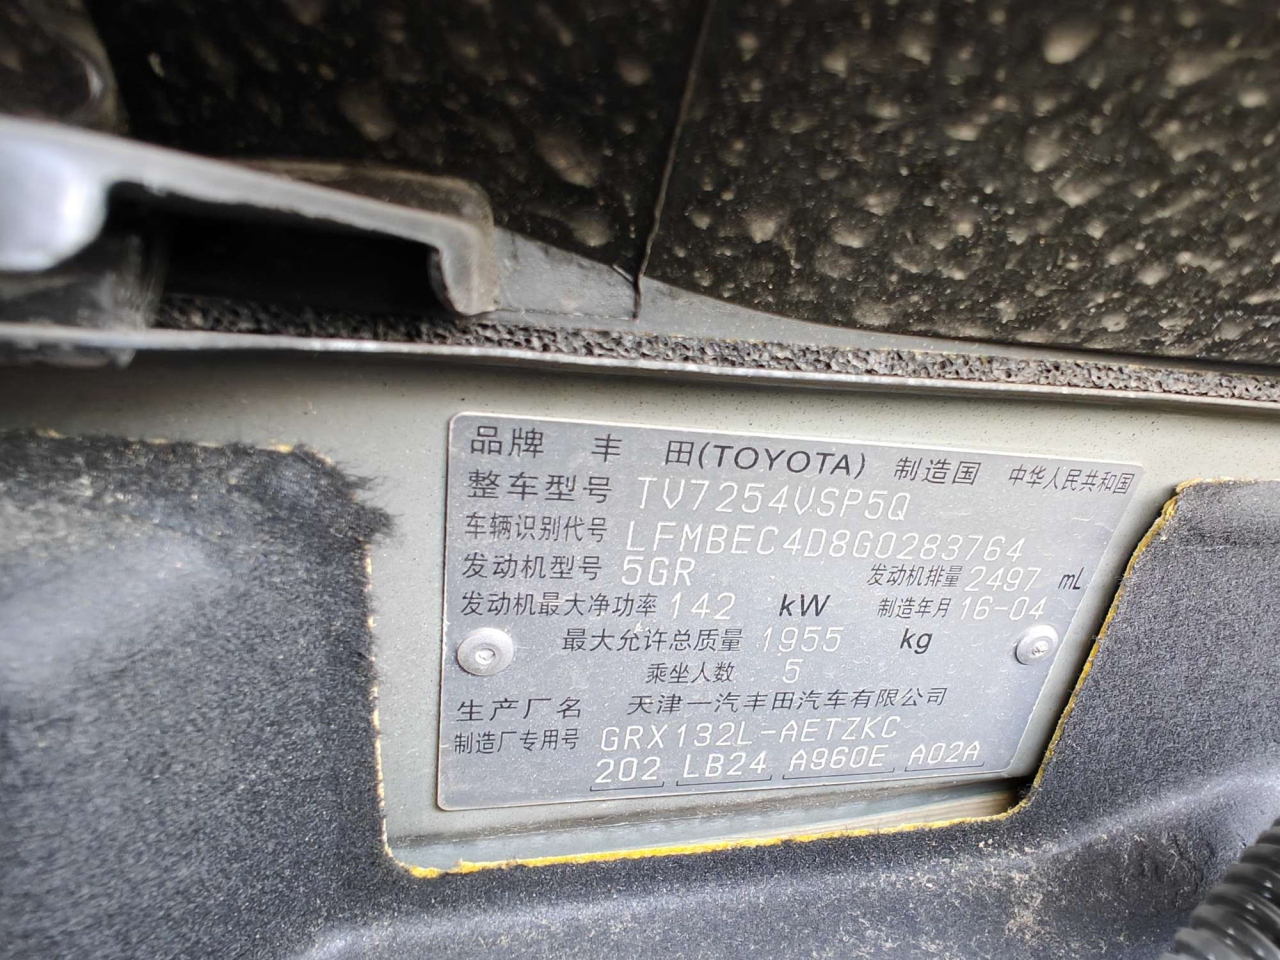 品牌 丰 田(TOYOTA) 制造国 中华人民共和国
整车型号 TV7254VSP5Q
车辆识别代号 LFMBEC4D8G0283764
发动机型号 5GR 发动机排量 2497 mL
发动机最大净功率 142 kW 制造年月 16-04
最大允许总质量 1955 kg
乘坐人数 5
生产厂名 天津一汽丰田汽车有限公司
制造厂专用号 GRX132L-AETZKC
202 LB24 A960E A02A